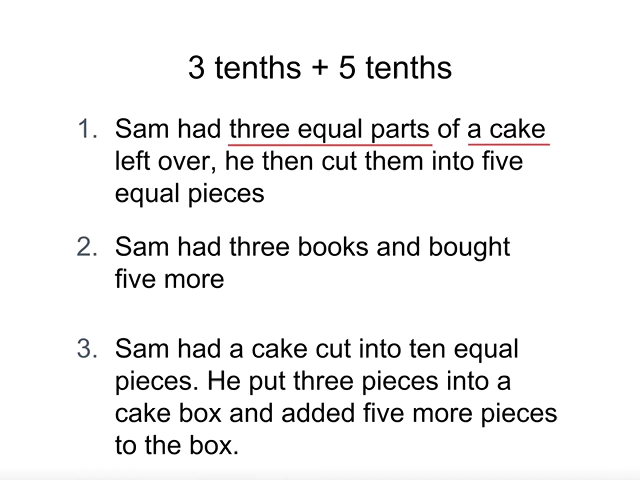 3 tenths + 5 tenths
1. Sam had three equal parts of a cake
left over, he then cut them into five
equal pieces
2. Sam had three books and bought
five more
3. Sam had a cake cut into ten equal
pieces. He put three pieces into a
cake box and added five more pieces
to the box.